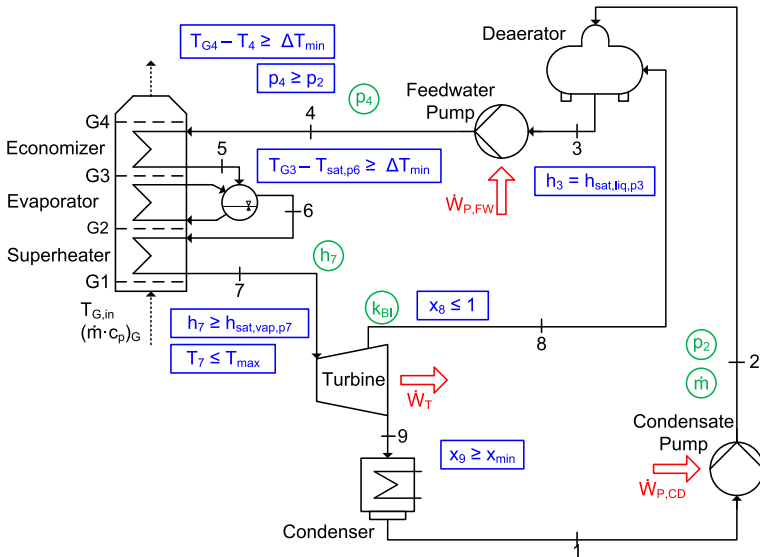 T_G4 – T_4 ≥ ΔT_min
p_4 ≥ p_2
p_4
4
Deaerator
Feedwater
Pump
3
h_3 = h_sat,liq,p3
Ẇ_P,FW
G4
Economizer
5
G3
T_G3 – T_sat,p6 ≥ ΔT_min
Evaporator
6
G2
Superheater
G1
7
h_7
T_G,in
(ṁ·c_p)_G
h_7 ≥ h_sat,vap,p7
T_7 ≤ T_max
k_BI
x_8 ≤ 1
8
Turbine
Ẇ_T
9
x_9 ≥ x_min
Condenser
1
p_2
ṁ
2
Condensate
Pump
Ẇ_P,CD